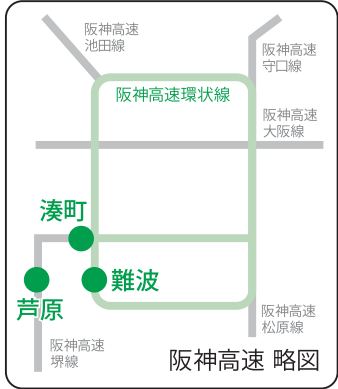 阪神高速
池田線
阪神高速
守口線
阪神高速環状線
阪神高速
大阪線
湊町
難波
芦原
阪神高速
松原線
阪神高速
堺線
阪神高速 略図